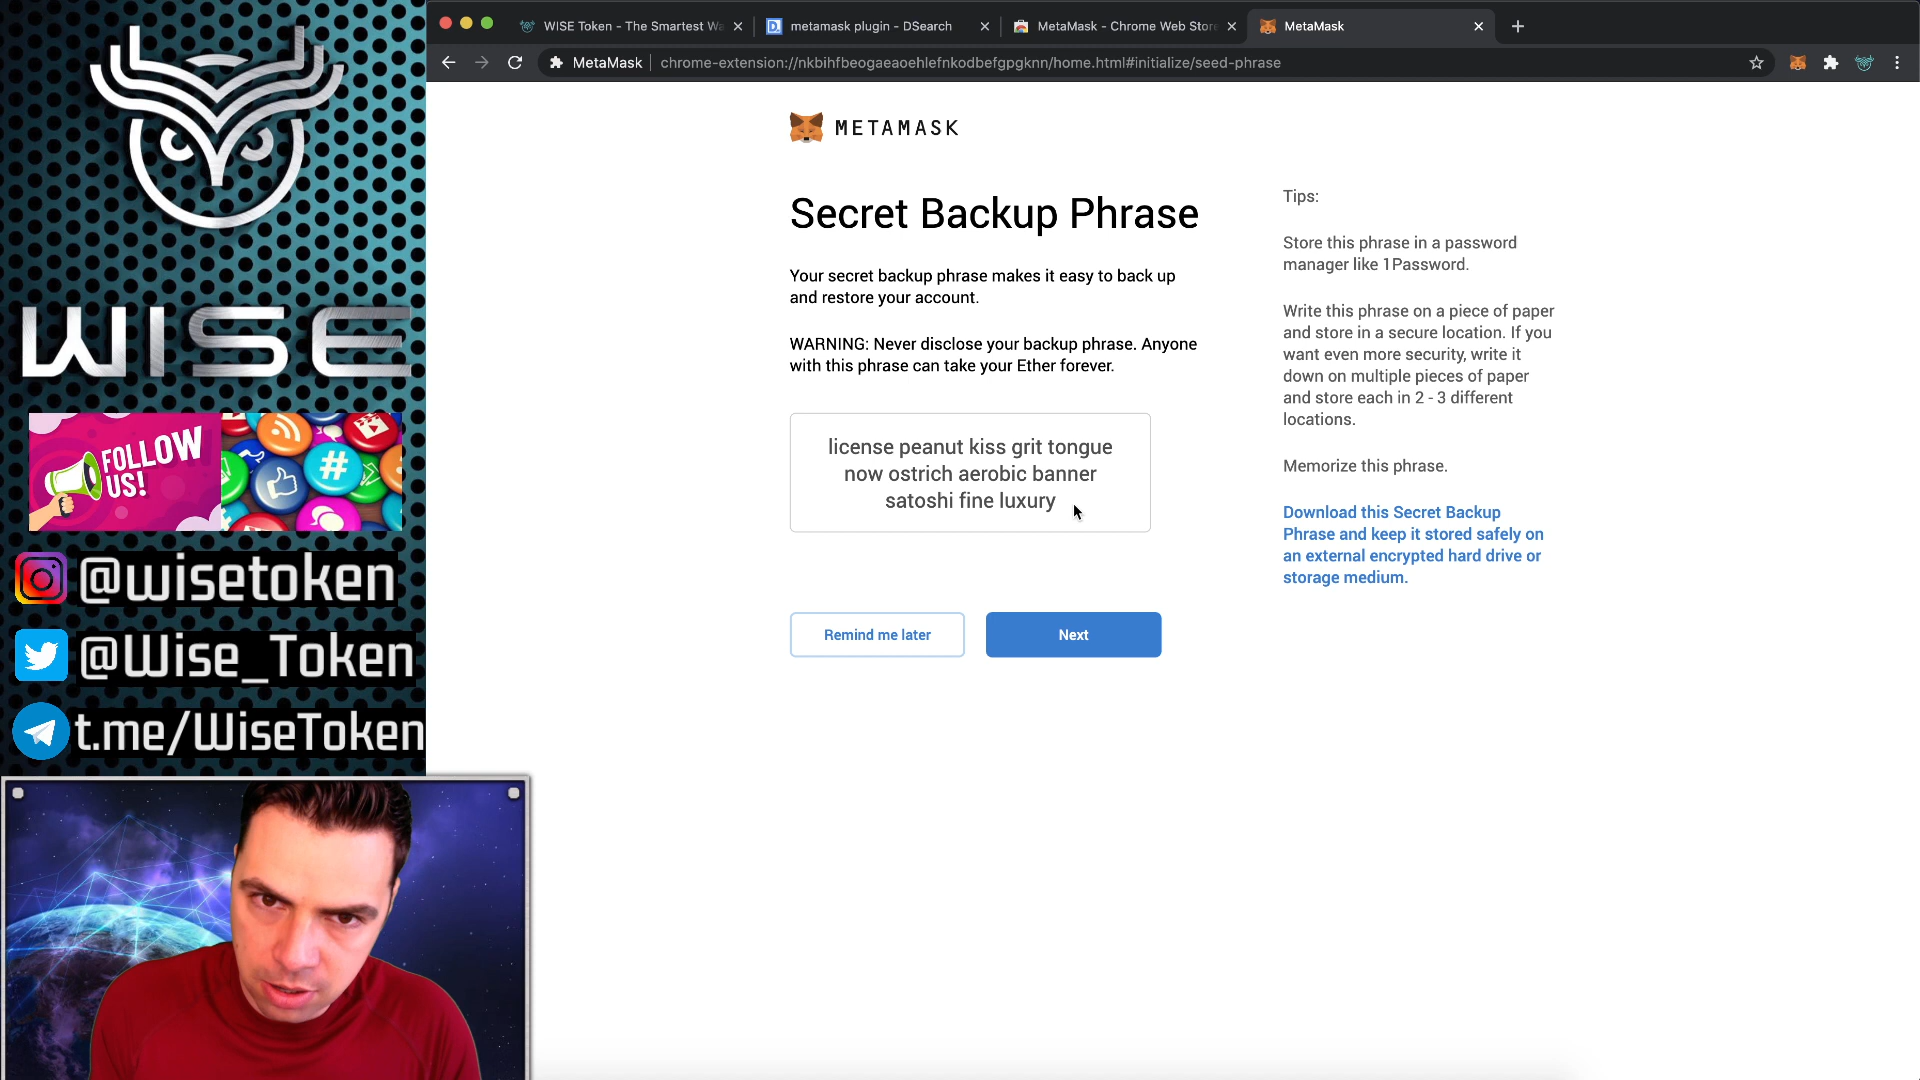 WISE Token - The Smartest Wa
metamask plugin - DSearch
MetaMask - Chrome Web Store
MetaMask
MetaMask
chrome-extension://nkbihfbeogaeaoehlefnkodbefgpgknn/home.html#initialize/seed-phrase
WISE
FOLLOW
US!
@wisetoken
@Wise_Token
t.me/WiseToken
METAMASK
Secret Backup Phrase
Your secret backup phrase makes it easy to back up
and restore your account.
WARNING: Never disclose your backup phrase. Anyone
with this phrase can take your Ether forever.
license peanut kiss grit tongue
now ostrich aerobic banner
satoshi fine luxury
Remind me later
Next
Tips:
Store this phrase in a password
manager like 1Password.
Write this phrase on a piece of paper
and store in a secure location. If you
want even more security, write it
down on multiple pieces of paper
and store each in 2 - 3 different
locations.
Memorize this phrase.
Download this Secret Backup
Phrase and keep it stored safely on
an external encrypted hard drive or
storage medium.